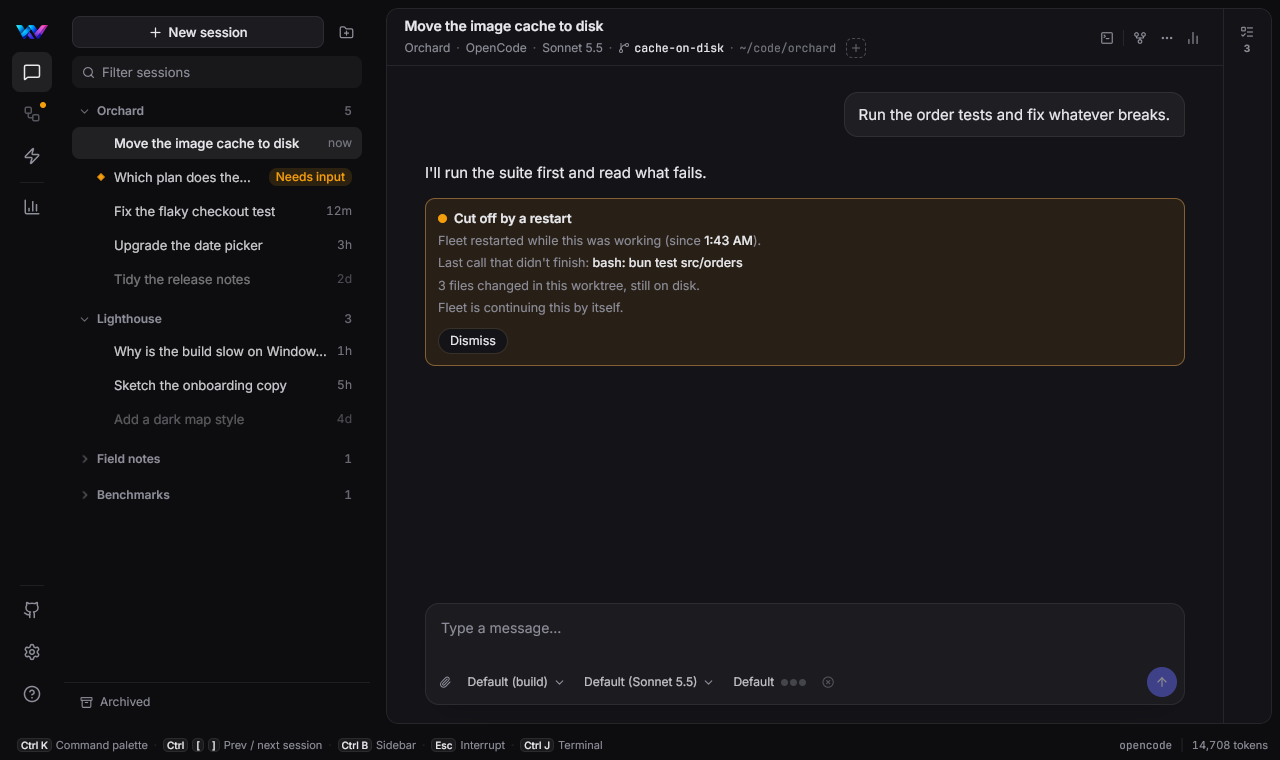 New session
Filter sessions
Orchard 5
Move the image cache to disk now
Which plan does the... Needs input
Fix the flaky checkout test 12m
Upgrade the date picker 3h
Tidy the release notes 2d
Lighthouse 3
Why is the build slow on Window... 1h
Sketch the onboarding copy 5h
Add a dark map style 4d
Field notes 1
Benchmarks 1
Archived
Move the image cache to disk
Orchard · OpenCode · Sonnet 5.5 · cache-on-disk · ~/code/orchard
3
Run the order tests and fix whatever breaks.
I'll run the suite first and read what fails.
Cut off by a restart
Fleet restarted while this was working (since 1:43 AM).
Last call that didn't finish: bash: bun test src/orders
3 files changed in this worktree, still on disk.
Fleet is continuing this by itself.
Dismiss
Type a message...
Default (build) Default (Sonnet 5.5) Default
Ctrl K Command palette · Ctrl [ ] Prev / next session · Ctrl B Sidebar · Esc Interrupt · Ctrl J Terminal
opencode 14,708 tokens